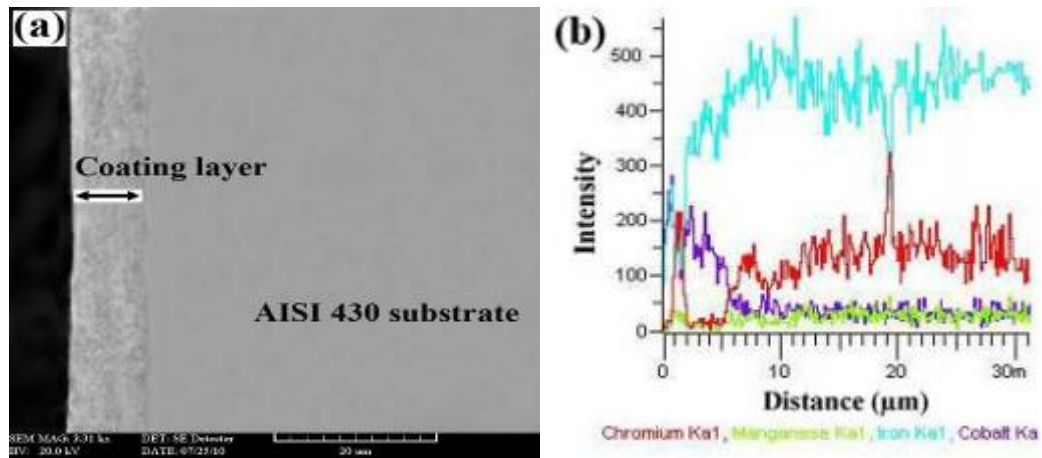 (a)
Coating layer
AISI 430 substrate
SEM MAG: 3.31 kx DET: SE Detector
HV: 20.0 kV DATE: 07/25/10 20 um
(b)
500
400
300
200
100
0
Intensity
0 10 20 30m
Distance (µm)
Chromium Ka1, Manganese Ka1, Iron Ka1, Cobalt Ka